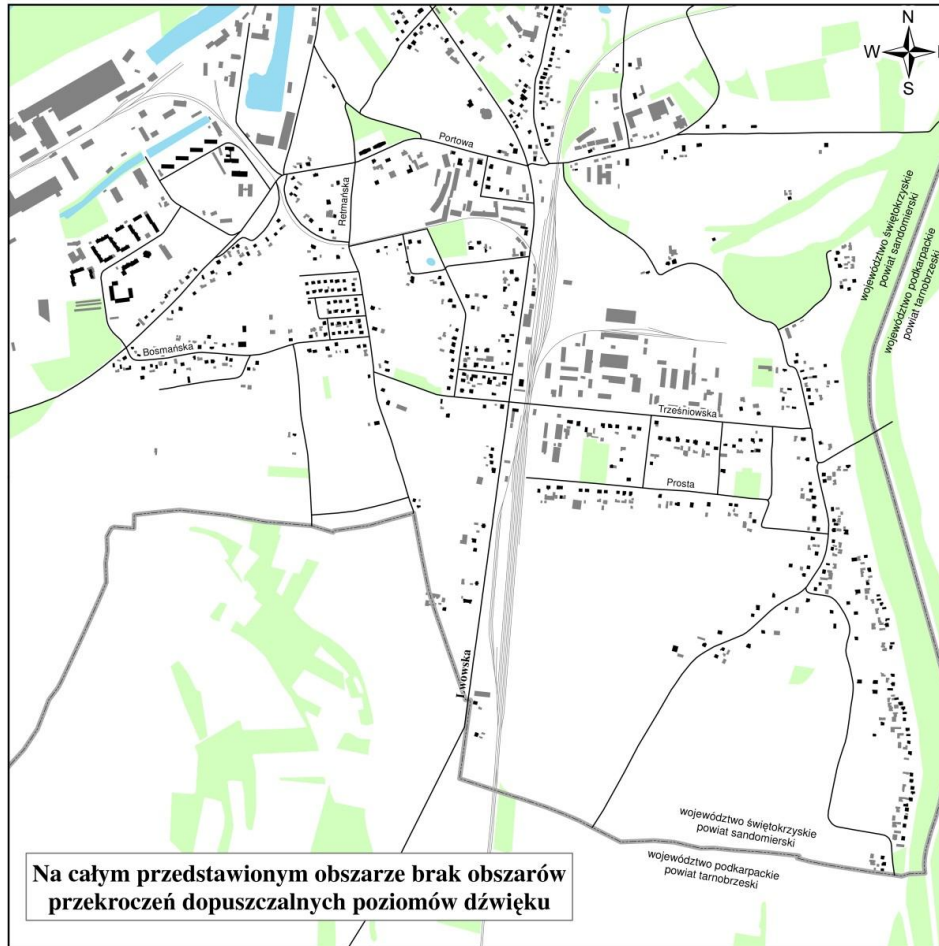 N
W
S
Portowa
Retmańska
województwo świętokrzyskie
powiat sandomierski
województwo podkarpackie
powiat tarnobrzeski
Bosmańska
Trześniowska
Prosta
Lwowska
województwo świętokrzyskie
powiat sandomierski
województwo podkarpackie
powiat tarnobrzeski
Na całym przedstawionym obszarze brak obszarów
przekroczeń dopuszczalnych poziomów dźwięku